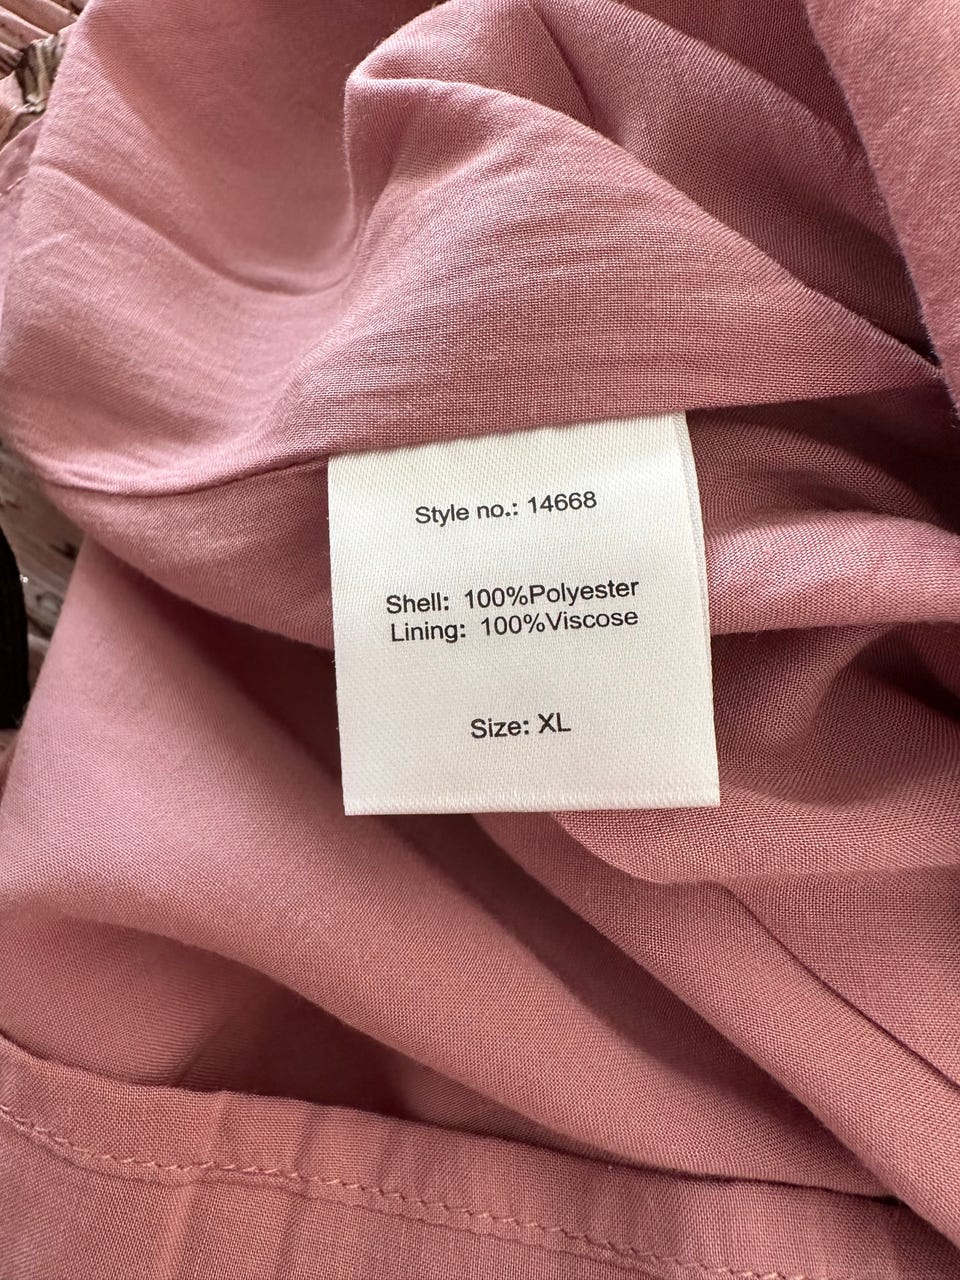 Style no.: 14668
Shell: 100%Polyester
Lining: 100%Viscose
Size: XL